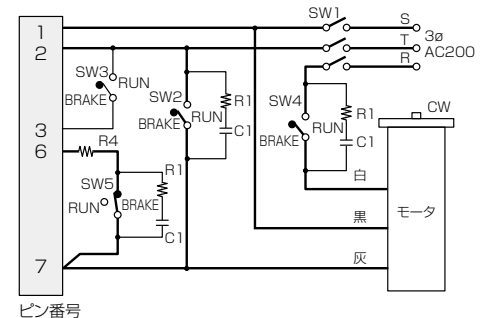 SW1
S
T
R
3ø
AC200
1
2
3
6
7
SW3
RUN
BRAKE
SW2
RUN
BRAKE
R1
C1
SW4
RUN
BRAKE
R1
C1
CW
R4
SW5
RUN
BRAKE
R1
C1
白
黒
灰
モータ
ピン番号